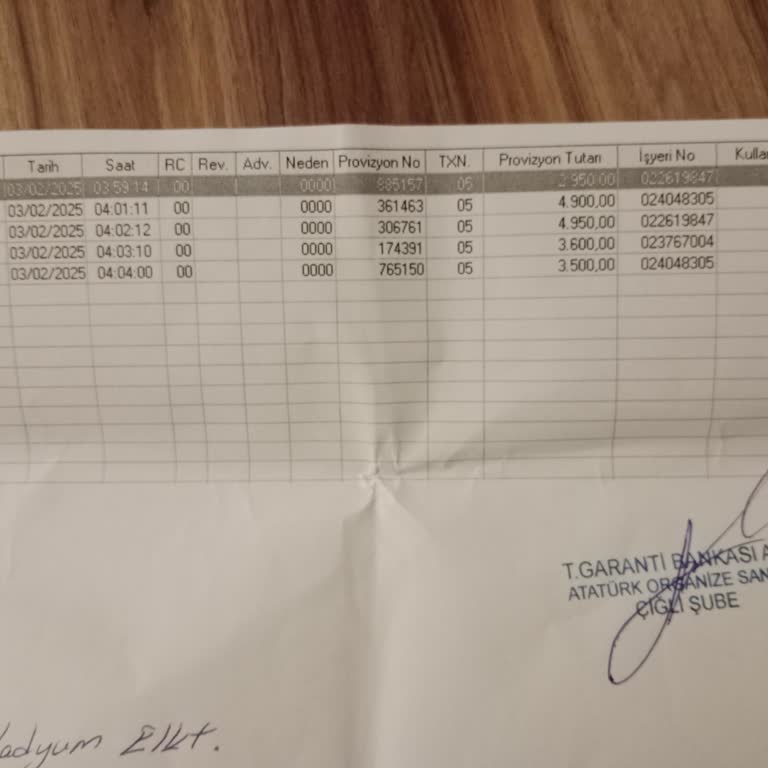 Tarih Saat RC Rev. Adv. Neden Provizyon No TXN. Provizyon Tutarı İşyeri No
03/02/2025 03:59:14 00 0000 885157 05 2.950,00 022619847
03/02/2025 04:01:11 00 0000 361463 05 4.900,00 024048305
03/02/2025 04:02:12 00 0000 306761 05 4.950,00 022619847
03/02/2025 04:03:10 00 0000 174391 05 3.600,00 023767004
03/02/2025 04:04:00 00 0000 765150 05 3.500,00 024048305
T.GARANTİ BANKASI A
ATATÜRK ORGANİZE SAN
ÇİĞLİ ŞUBE